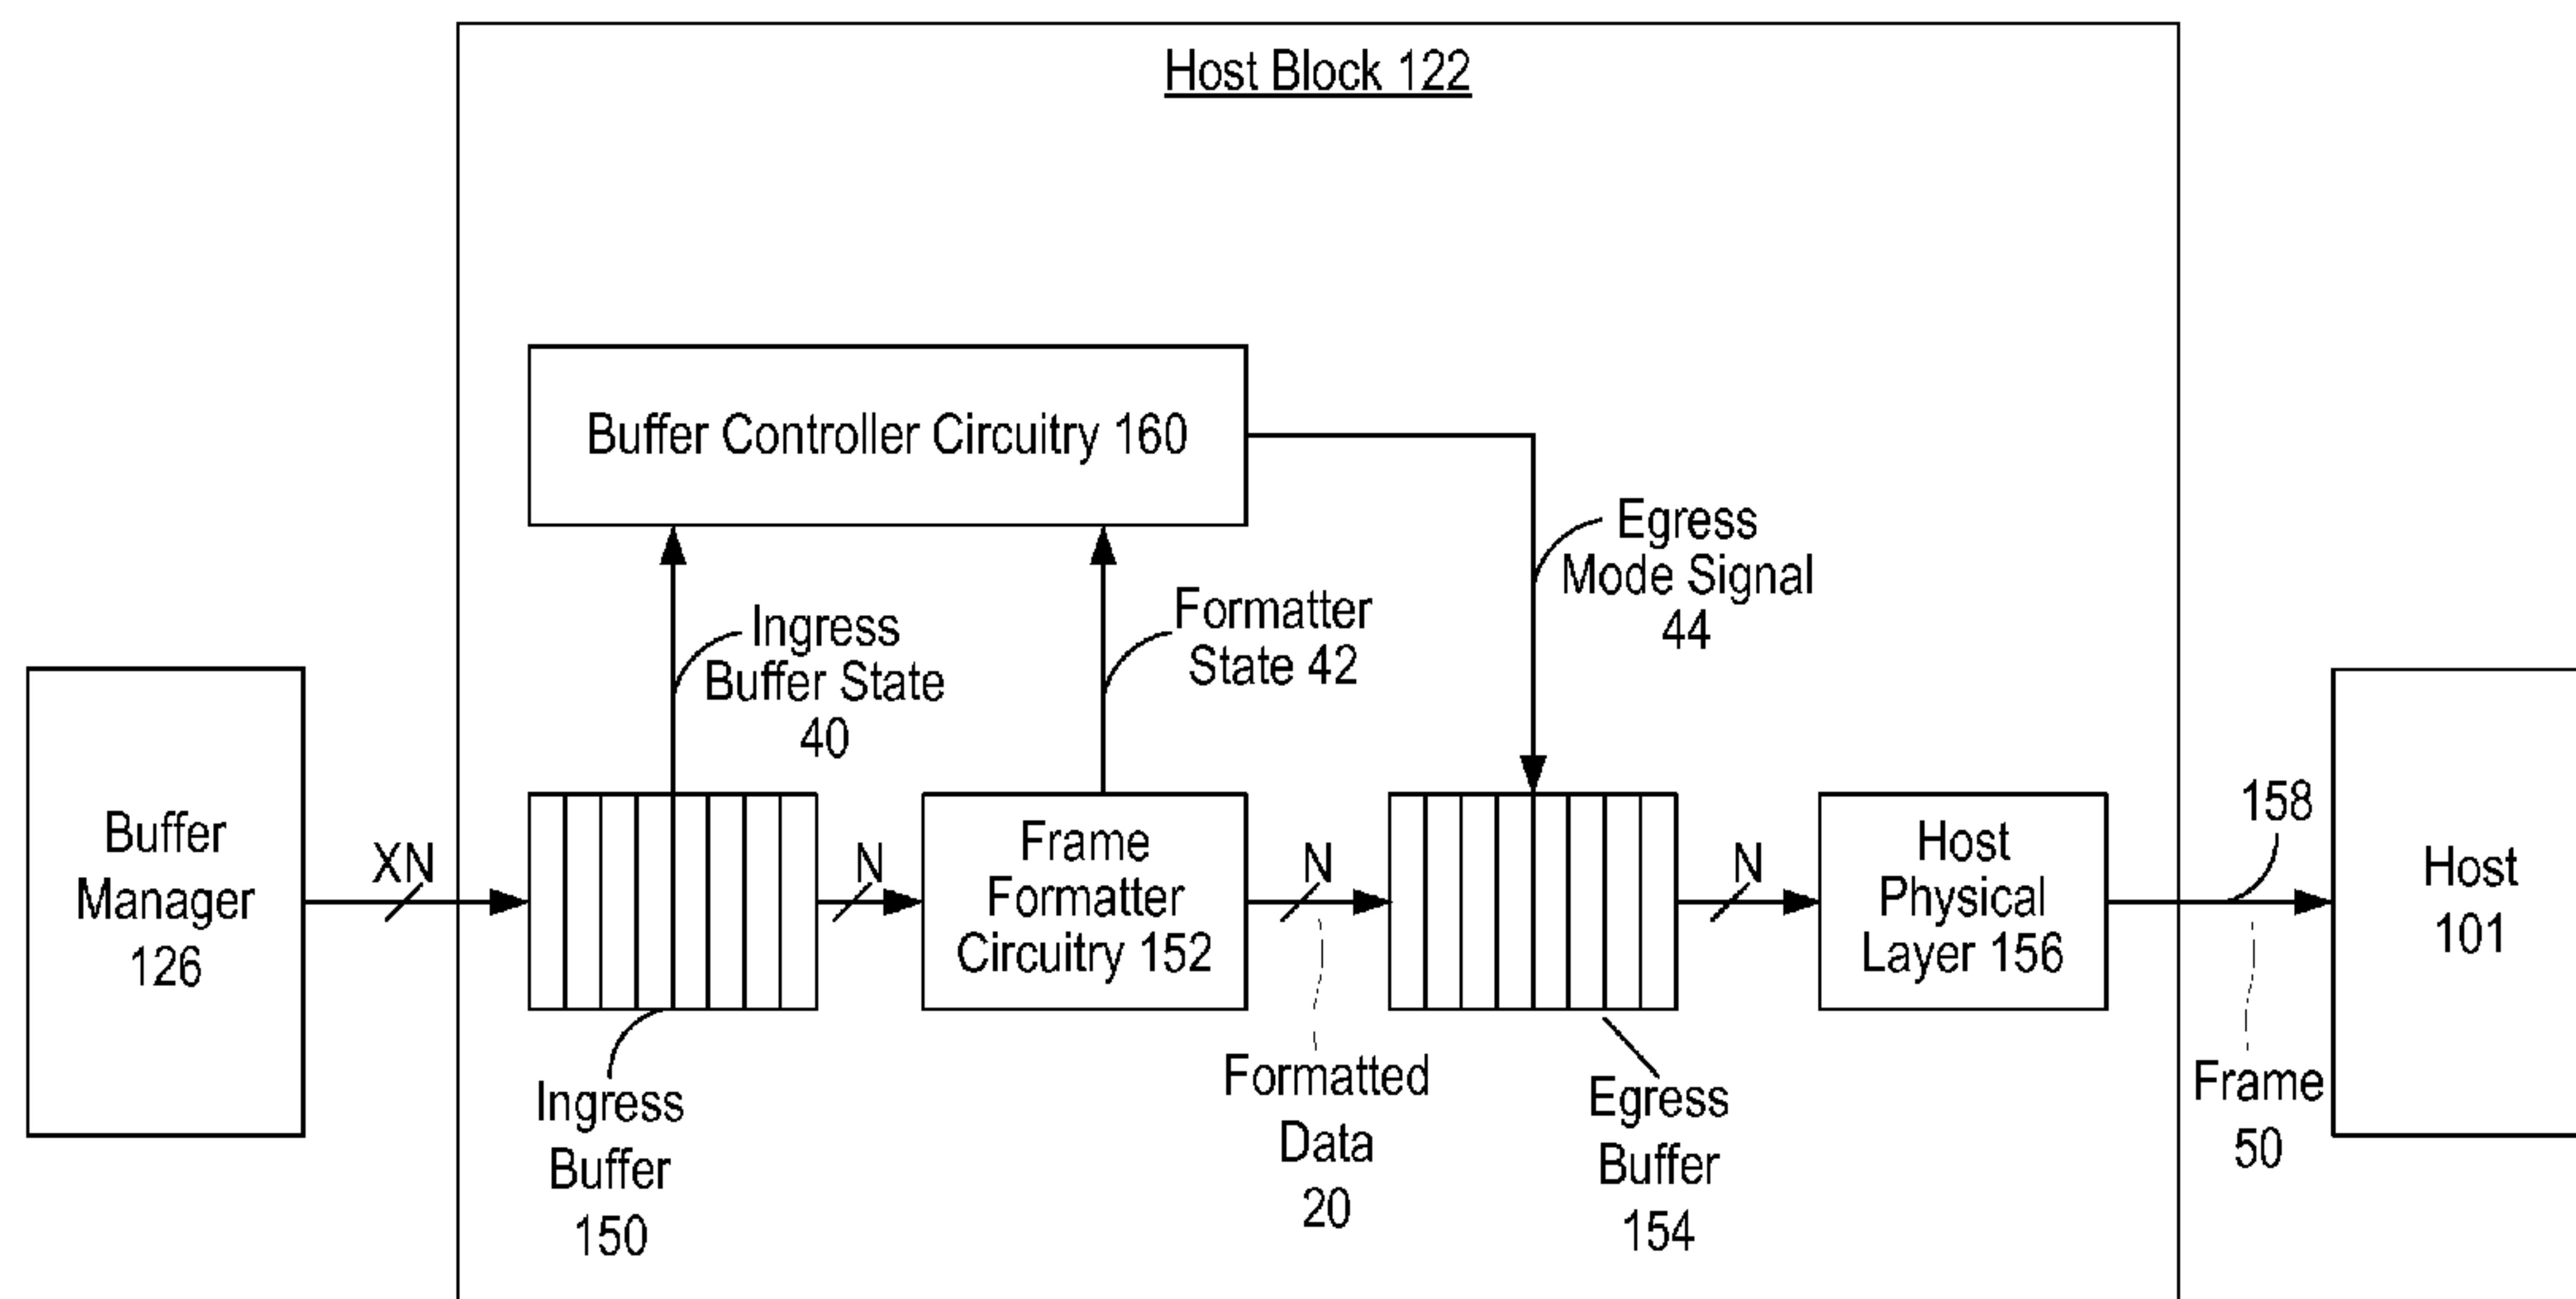 Host Block 122
Buffer Controller Circuitry 160
Egress
Mode Signal
44
Ingress
Buffer State
40
Formatter
State 42
Buffer
Manager
126
XN
N
Frame
Formatter
Circuitry 152
N
N
Host
Physical
Layer 156
158
Host
101
Ingress
Buffer
150
Formatted
Data
20
Egress
Buffer
154
Frame
50